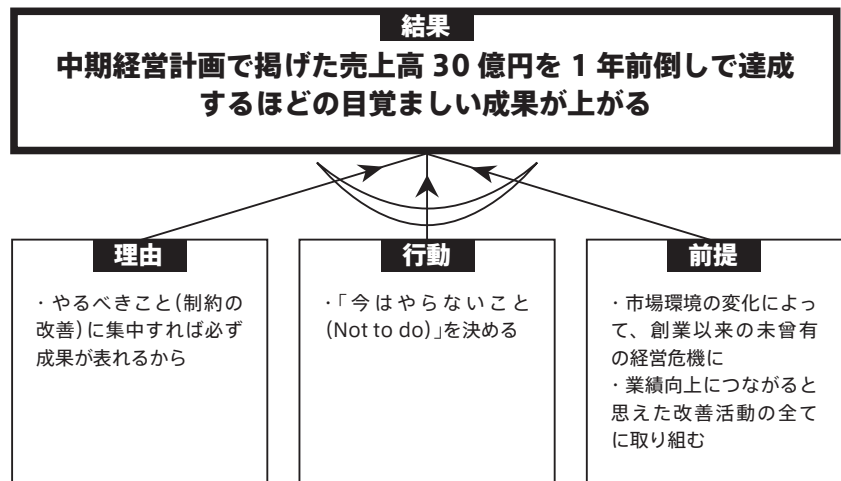 結果
中期経営計画で掲げた売上高 30 億円を 1 年前倒しで達成
するほどの目覚ましい成果が上がる
理由
・やるべきこと(制約の
改善)に集中すれば必ず
成果が表れるから
行動
・「今はやらないこと
(Not to do)」を決める
前提
・市場環境の変化によっ
て、創業以来の未曾有
の経営危機に
・業績向上につながると
思えた改善活動の全て
に取り組む